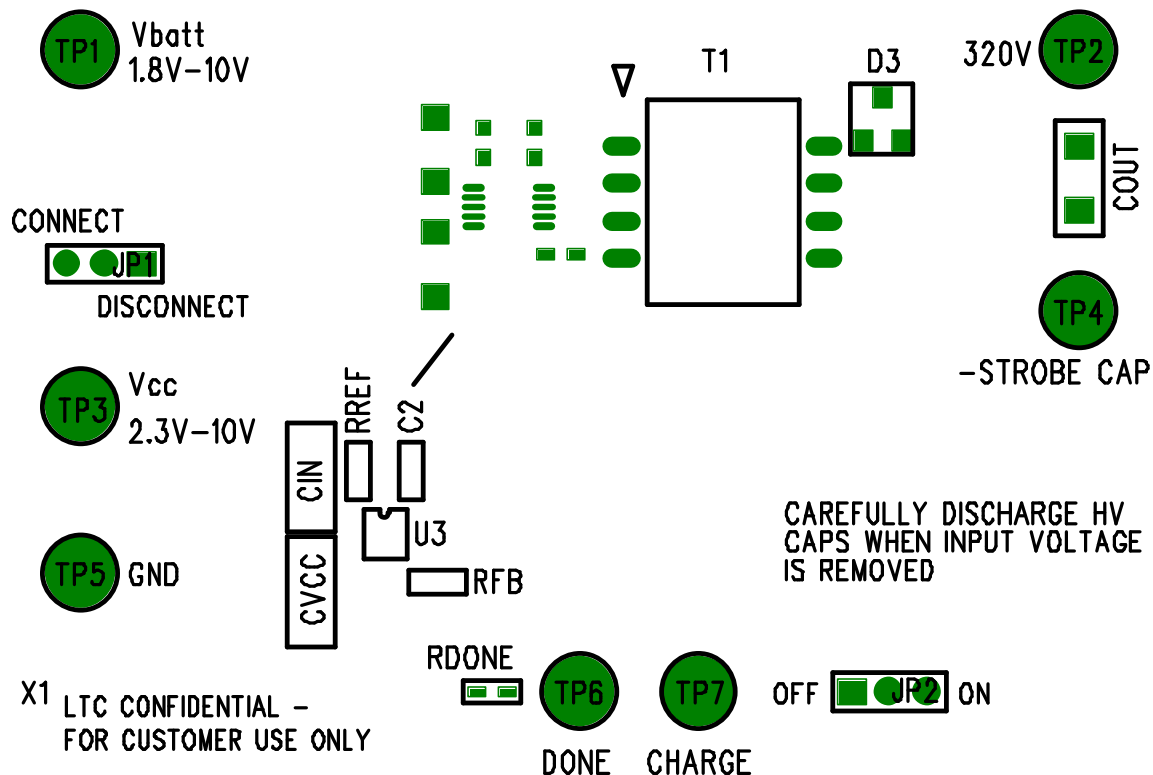 TP1
Vbatt
1.8V-10V
T1
D3
320V
TP2
COUT
CONNECT
JP1
DISCONNECT
TP4
-STROBE CAP
TP3
Vcc
2.3V-10V
RREF
C2
CIN
U3
CAREFULLY DISCHARGE HV
CAPS WHEN INPUT VOLTAGE
IS REMOVED
TP5
GND
CVCC
RFB
RDONE
X1
LTC CONFIDENTIAL -
FOR CUSTOMER USE ONLY
TP6
DONE
TP7
CHARGE
OFF
JP2
ON